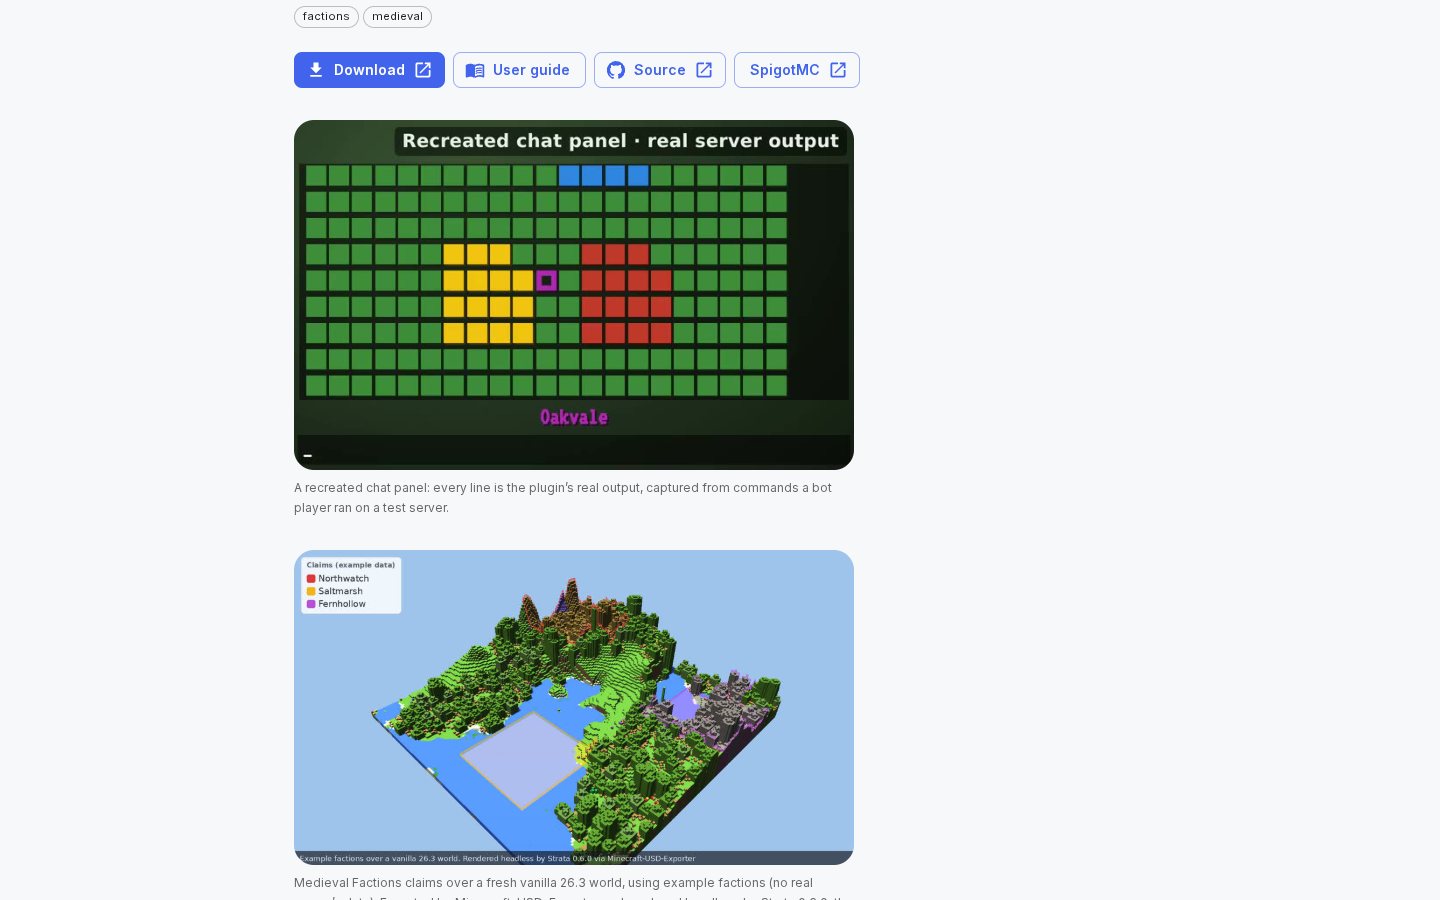 factions medieval
Download User guide Source SpigotMC
Recreated chat panel · real server output
Oakvale
A recreated chat panel: every line is the plugin’s real output, captured from commands a bot
player ran on a test server.
Claims (example data)
Northwatch
Saltmarsh
Fernhollow
Example factions over a vanilla 26.3 world. Rendered headless by Strata 0.6.0 via Minecraft-USD-Exporter
Medieval Factions claims over a fresh vanilla 26.3 world, using example factions (no real